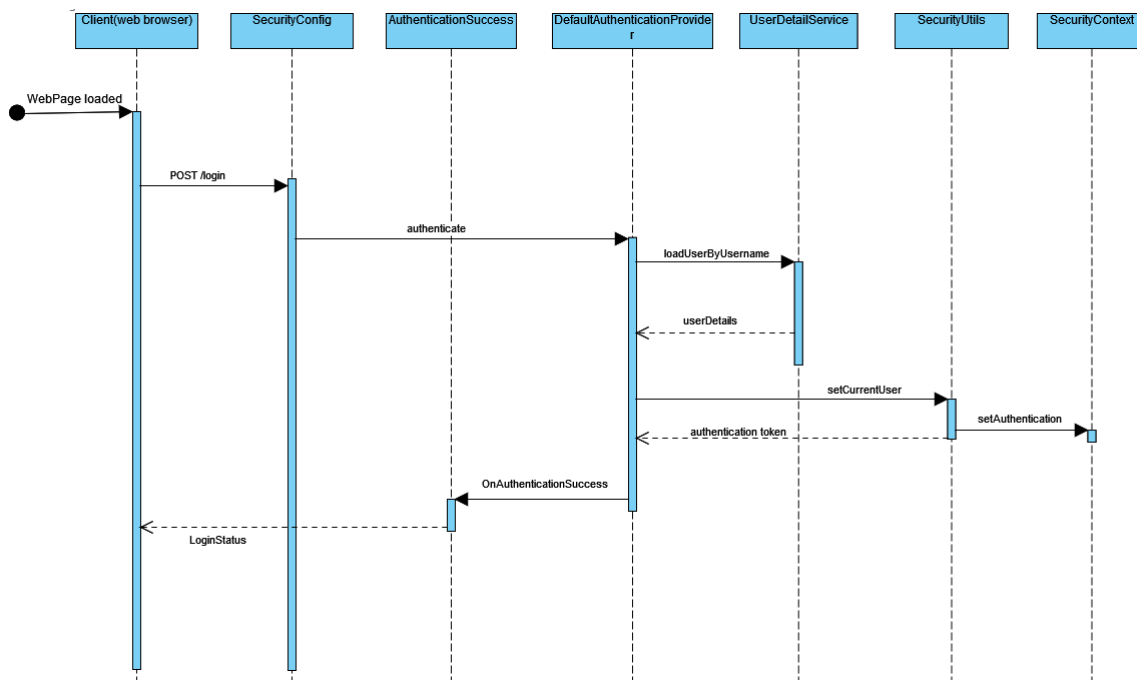 Client(web browser)
SecurityConfig
AuthenticationSuccess
DefaultAuthenticationProvide
r
UserDetailService
SecurityUtils
SecurityContext
WebPage loaded
POST /login
authenticate
loadUserByUsername
userDetails
setCurrentUser
setAuthentication
authentication token
OnAuthenticationSuccess
LoginStatus